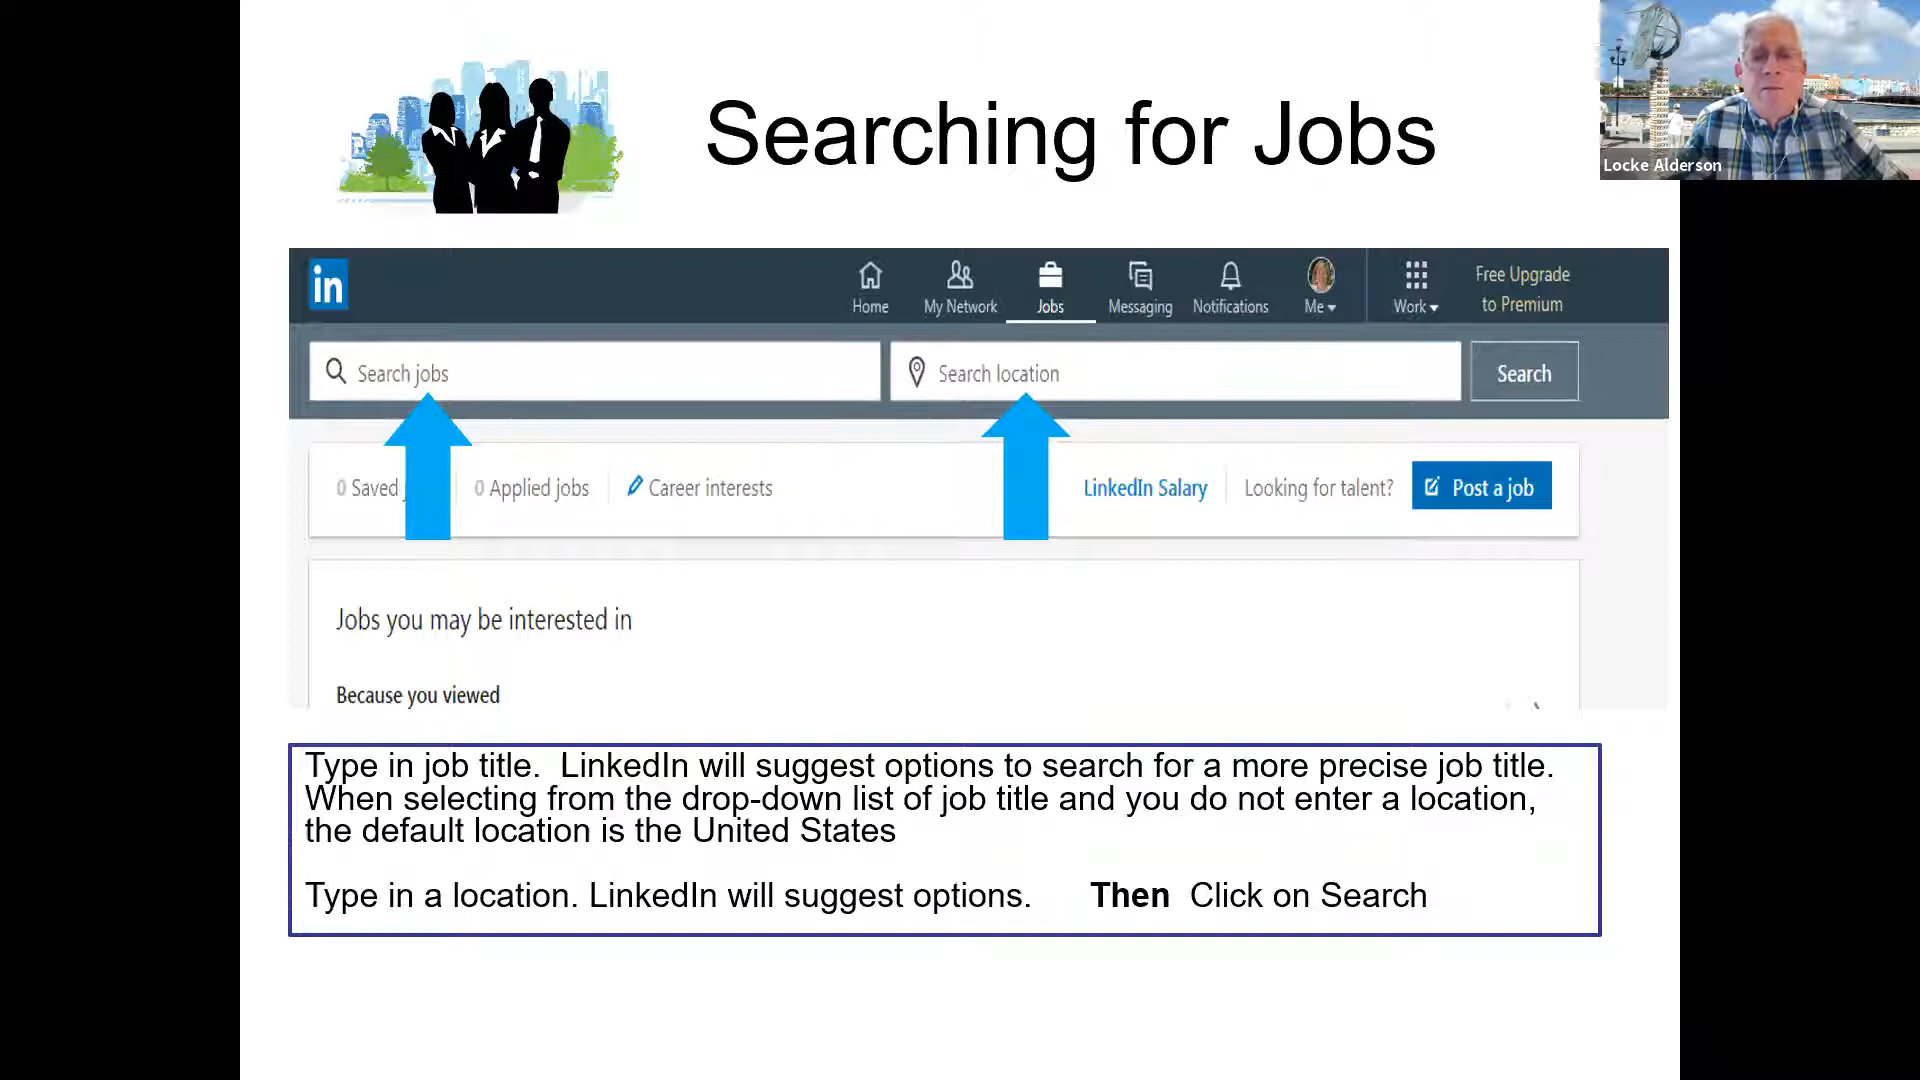 Searching for Jobs
Locke Alderson
in
Home
My Network
Jobs
Messaging
Notifications
Me
Work
Free Upgrade
to Premium
Search jobs
Search location
Search
0 Saved
0 Applied jobs
Career interests
LinkedIn Salary
Looking for talent?
Post a job
Jobs you may be interested in
Because you viewed
Type in job title.  LinkedIn will suggest options to search for a more precise job title.
When selecting from the drop-down list of job title and you do not enter a location,
the default location is the United States
Type in a location. LinkedIn will suggest options. Then Click on Search